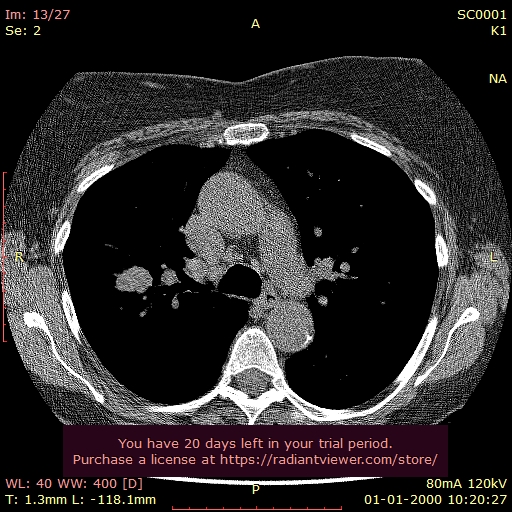 Im: 13/27
Se: 2
A
SC0001
K1
NA
R
L
You have 20 days left in your trial period.
Purchase a license at https://radiantviewer.com/store/
WL: 40 WW: 400 [D]
T: 1.3mm L: -118.1mm
P
80mA 120kV
01-01-2000 10:20:27